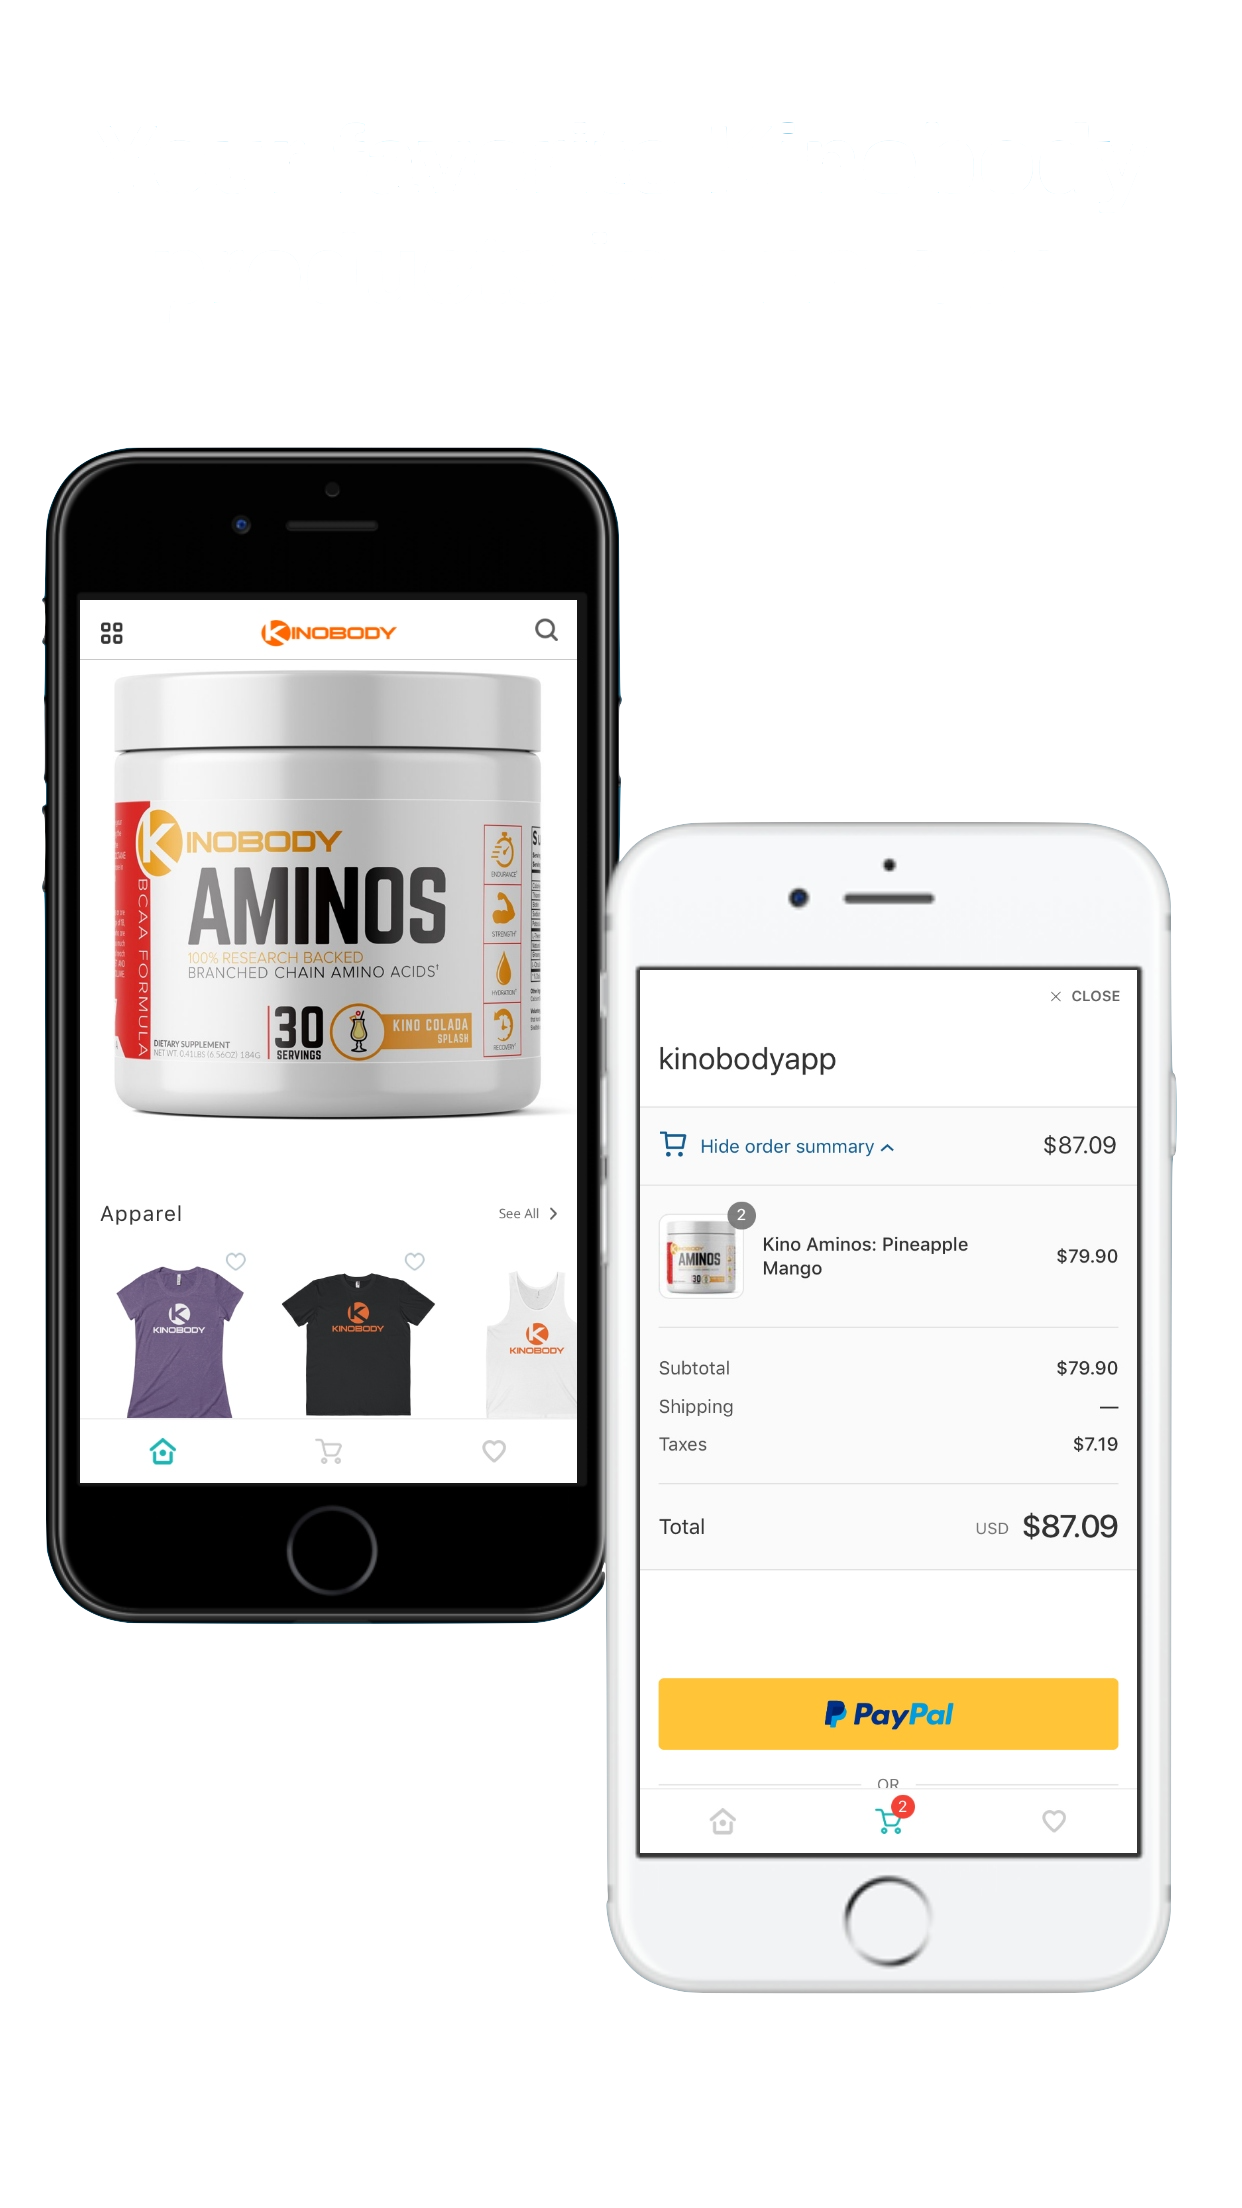 KINOBODY
KINOBODY
AMINOS
100% RESEARCH BACKED
BRANCHED CHAIN AMINO ACIDS†
BCAA FORMULA
ENDURANCE†
STRENGTH†
HYDRATION†
RECOVERY†
DIETARY SUPPLEMENT
NET WT. 0.41LBS (6.56OZ) 184G
30
SERVINGS
KINO COLADA
SPLASH
Apparel
See All
KINOBODY
KINOBODY
KINOBODY
CLOSE
kinobodyapp
Hide order summary
$87.09
2
KINOBODY
AMINOS
30
Kino Aminos: Pineapple
Mango
$79.90
Subtotal
$79.90
Shipping
—
Taxes
$7.19
Total
USD $87.09
PayPal
OR
2